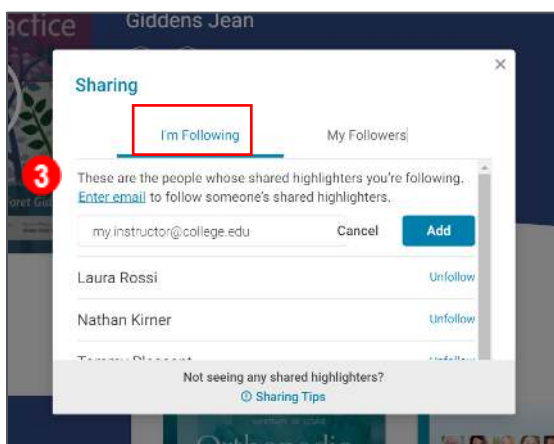 actice
Giddens Jean
Sharing
×
I'm Following
My Followers
3
These are the people whose shared highlighters you're following.
Enter email to follow someone's shared highlighters.
my.instructor@college.edu
Cancel
Add
Laura Rossi
Unfollow
Nathan Kirner
Unfollow
Not seeing any shared highlighters?
Sharing Tips